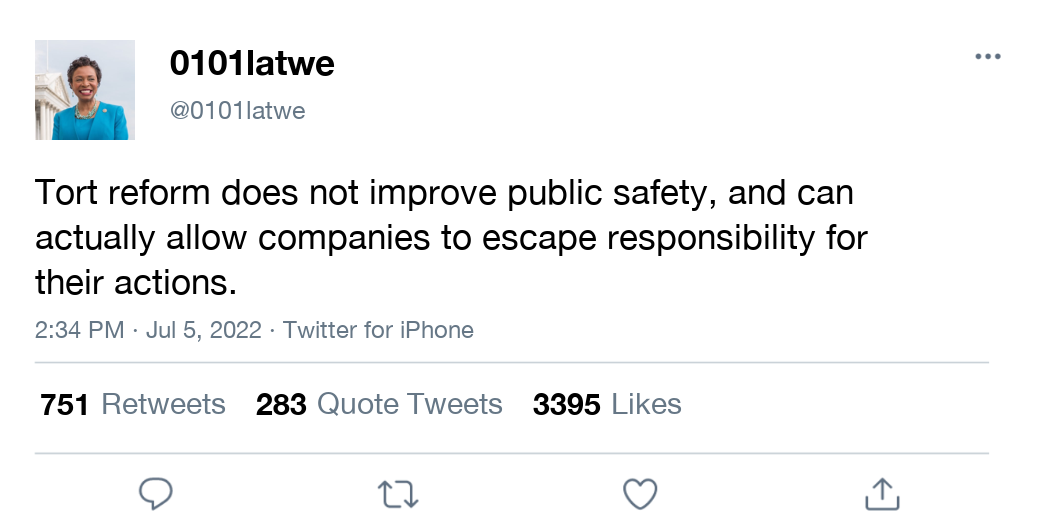 0101latwe
@0101latwe
Tort reform does not improve public safety, and can
actually allow companies to escape responsibility for
their actions.
2:34 PM · Jul 5, 2022 · Twitter for iPhone
751 Retweets 283 Quote Tweets 3395 Likes